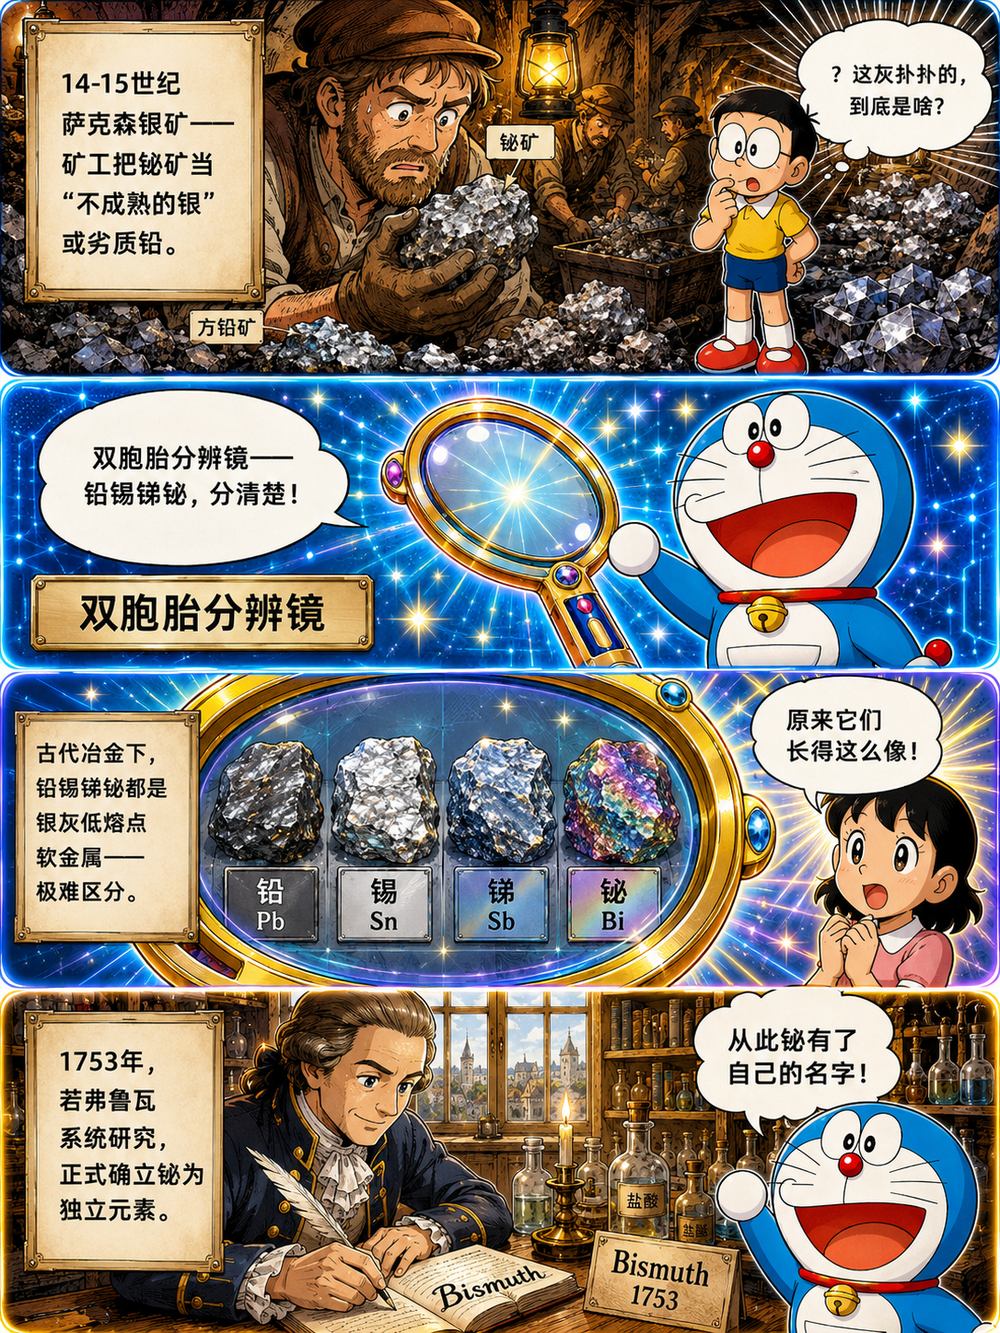 14-15世纪
萨克森银矿——
矿工把铋矿当
“不成熟的银”
或劣质铅。
铋矿
方铅矿
？这灰扑扑的，
到底是啥？
双胞胎分辨镜——
铅锡锑铋，分清楚！
双胞胎分辨镜
古代冶金下，
铅锡锑铋都是
银灰低熔点
软金属——
极难区分。
铅
Pb
锡
Sn
锑
Sb
铋
Bi
原来它们
长得这么像！
1753年，
若弗鲁瓦
系统研究，
正式确立铋为
独立元素。
从此铋有了
自己的名字！
盐酸
Bismuth
Bismuth
1753